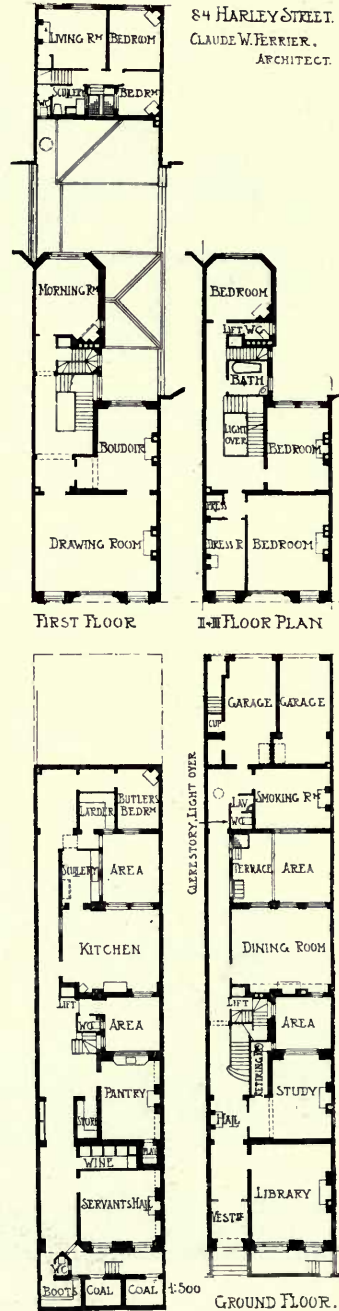 84 HARLEY STREET.
CLAUDE W. FERRIER.
ARCHITECT.
LIVING RM
BEDROOM
WC
SCULLERY
BEDRM
MORNING RM
BOUDOIR
DRAWING ROOM
FIRST FLOOR
BEDROOM
LIFT
WC
BATH
LIGHT
OVER
BEDROOM
DRESS R
BEDROOM
II+III FLOOR PLAN
LARDER
BUTLERS
BEDRM
SCULLERY
AREA
KITCHEN
LIFT
WC
AREA
PANTRY
STORE
WINE
SERVANTS HALL
WC
BOOTS
COAL
COAL
1:500
GARAGE
GARAGE
CUP
CLERESTORY, LIGHT OVER
LAV
WC
SMOKING RM
TERRACE
AREA
DINING ROOM
LIFT
AREA
STUDY
HALL
LIBRARY
VESTE
GROUND FLOOR.